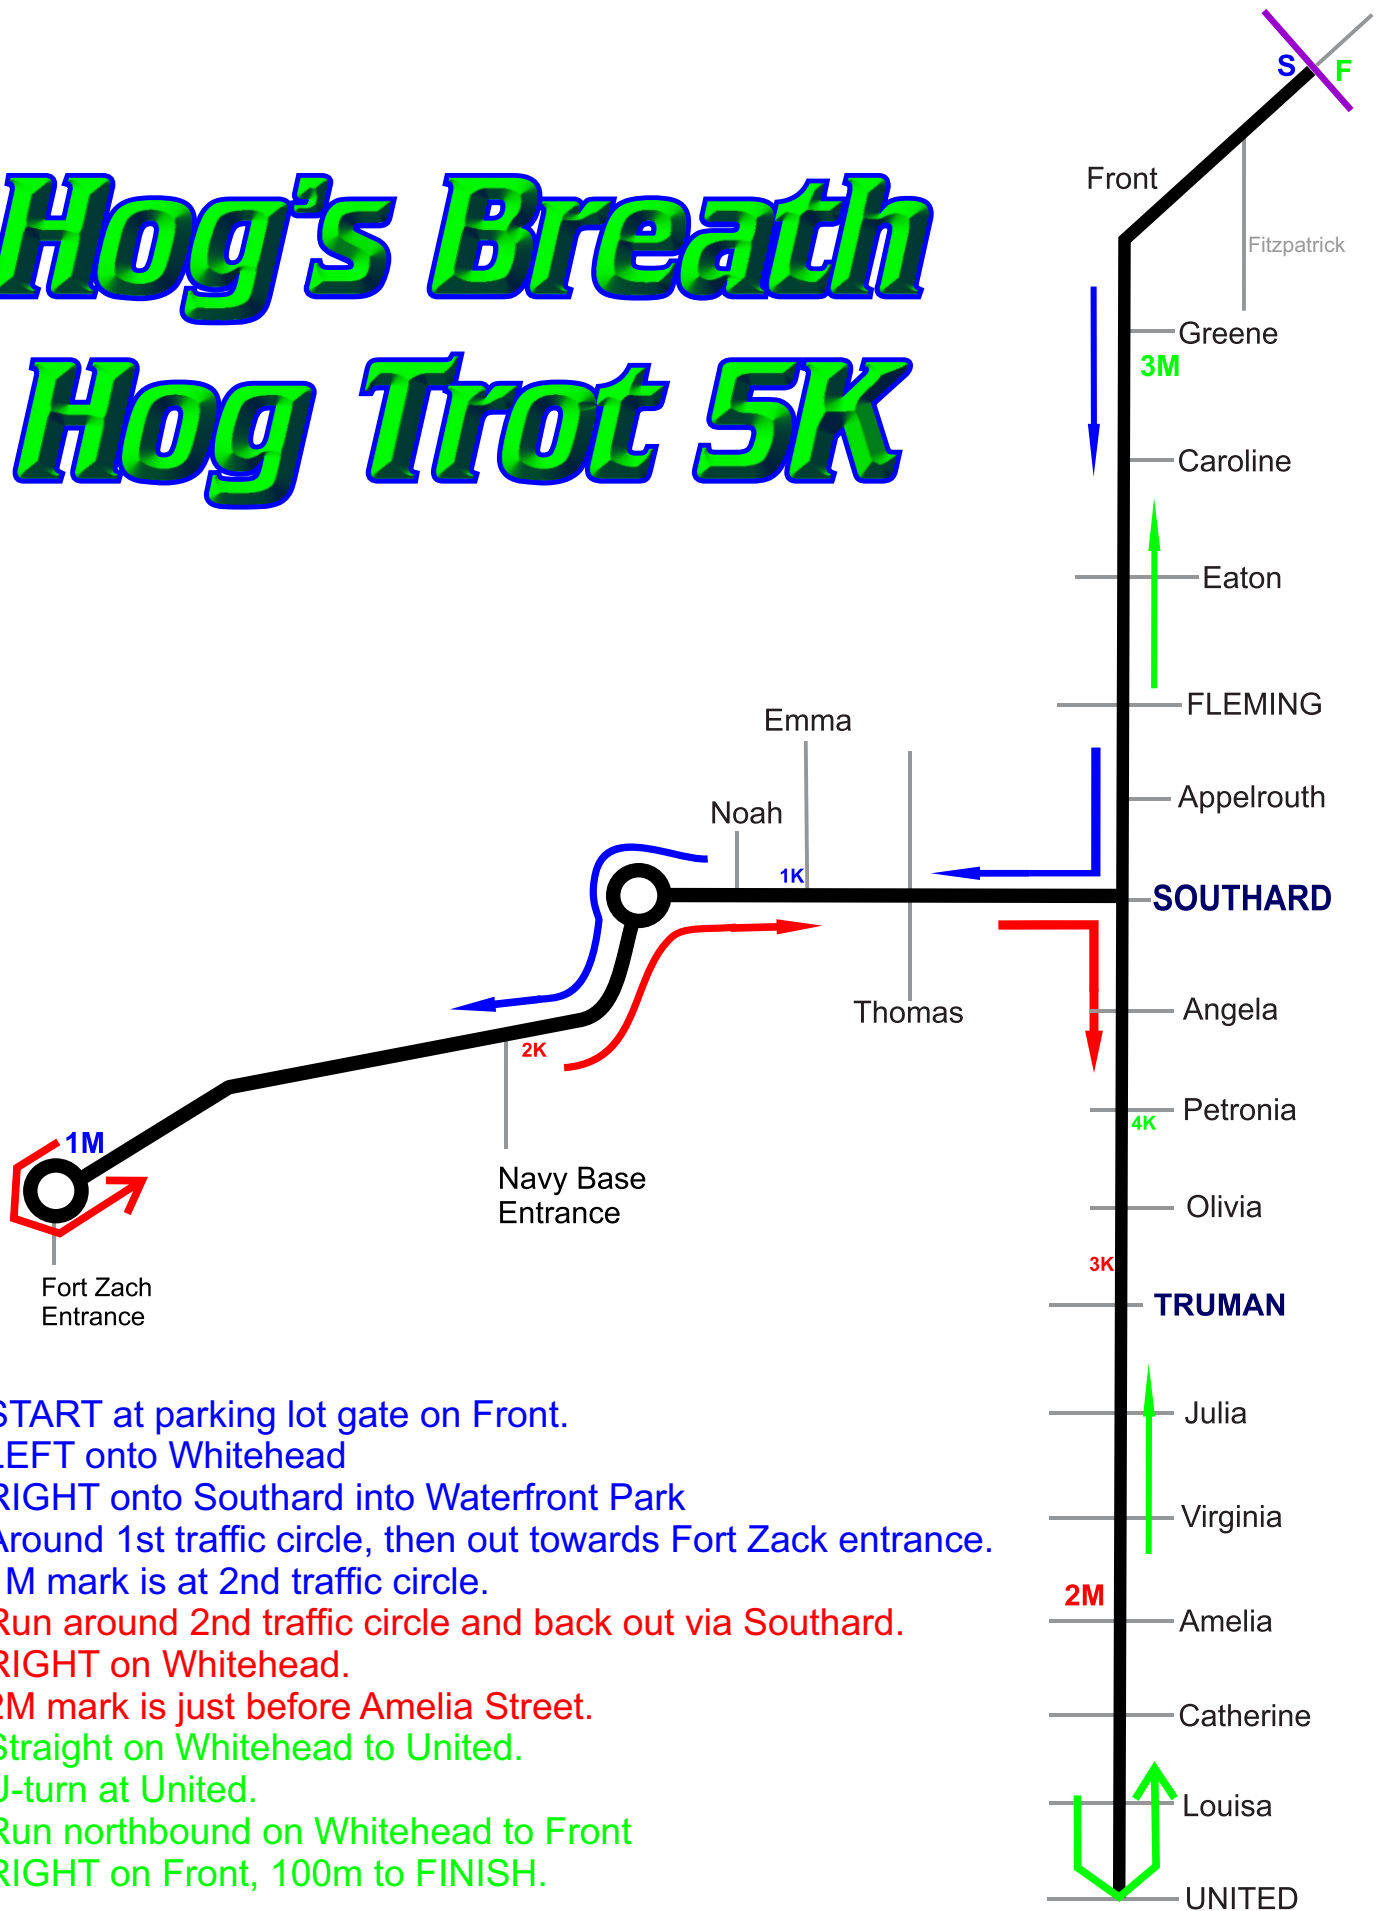 S
F
Front
Fitzpatrick
Hog's Breath
Hog Trot 5K
Greene
3M
Caroline
Eaton
FLEMING
Emma
Appelrouth
Noah
1K
SOUTHARD
Thomas
Angela
2K
Petronia
4K
1M
Navy Base
Entrance
Olivia
3K
Fort Zach
Entrance
TRUMAN
START at parking lot gate on Front.
LEFT onto Whitehead
RIGHT onto Southard into Waterfront Park
Around 1st traffic circle, then out towards Fort Zack entrance.
M mark is at 2nd traffic circle.
Run around 2nd traffic circle and back out via Southard.
RIGHT on Whitehead.
2M mark is just before Amelia Street.
Straight on Whitehead to United.
U-turn at United.
Run northbound on Whitehead to Front
RIGHT on Front, 100m to FINISH.
Julia
Virginia
2M
Amelia
Catherine
Louisa
UNITED